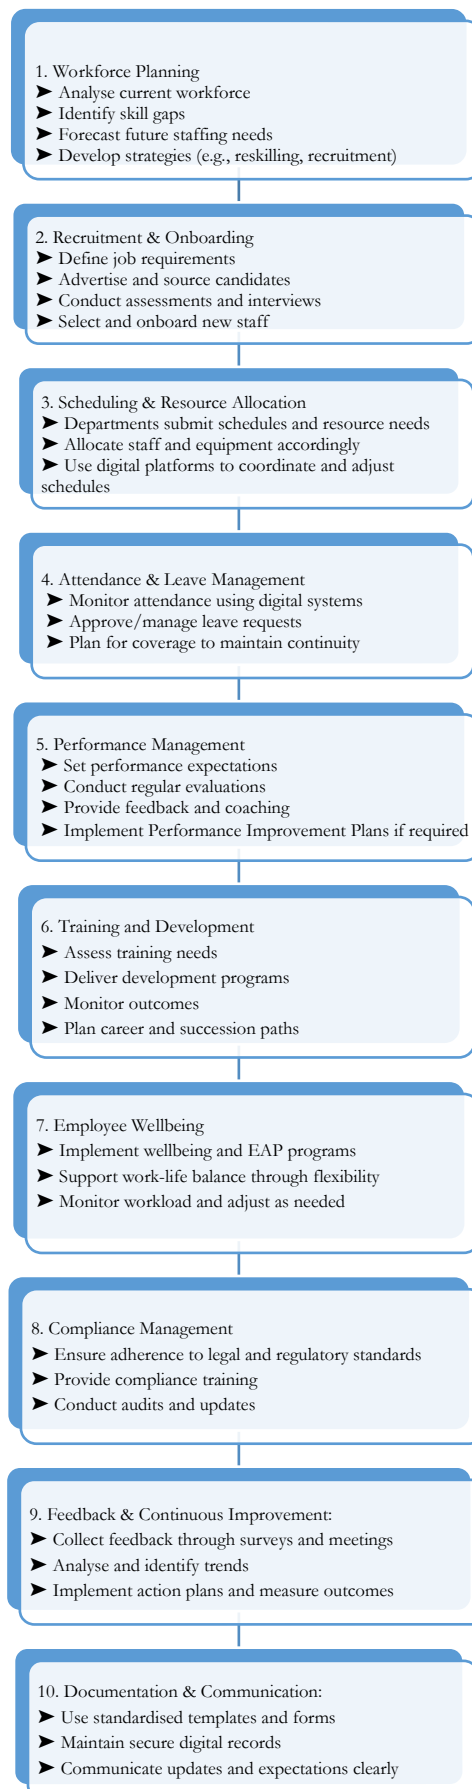 1. Workforce Planning
➤ Analyse current workforce
➤ Identify skill gaps
➤ Forecast future staffing needs
➤ Develop strategies (e.g., reskilling, recruitment)
2. Recruitment & Onboarding
➤ Define job requirements
➤ Advertise and source candidates
➤ Conduct assessments and interviews
➤ Select and onboard new staff
3. Scheduling & Resource Allocation
➤ Departments submit schedules and resource needs
➤ Allocate staff and equipment accordingly
➤ Use digital platforms to coordinate and adjust
schedules
4. Attendance & Leave Management
➤ Monitor attendance using digital systems
➤ Approve/manage leave requests
➤ Plan for coverage to maintain continuity
5. Performance Management
➤ Set performance expectations
➤ Conduct regular evaluations
➤ Provide feedback and coaching
➤ Implement Performance Improvement Plans if required
6. Training and Development
➤ Assess training needs
➤ Deliver development programs
➤ Monitor outcomes
➤ Plan career and succession paths
7. Employee Wellbeing
➤ Implement wellbeing and EAP programs
➤ Support work-life balance through flexibility
➤ Monitor workload and adjust as needed
8. Compliance Management
➤ Ensure adherence to legal and regulatory standards
➤ Provide compliance training
➤ Conduct audits and updates
9. Feedback & Continuous Improvement:
➤ Collect feedback through surveys and meetings
➤ Analyse and identify trends
➤ Implement action plans and measure outcomes
10. Documentation & Communication:
➤ Use standardised templates and forms
➤ Maintain secure digital records
➤ Communicate updates and expectations clearly